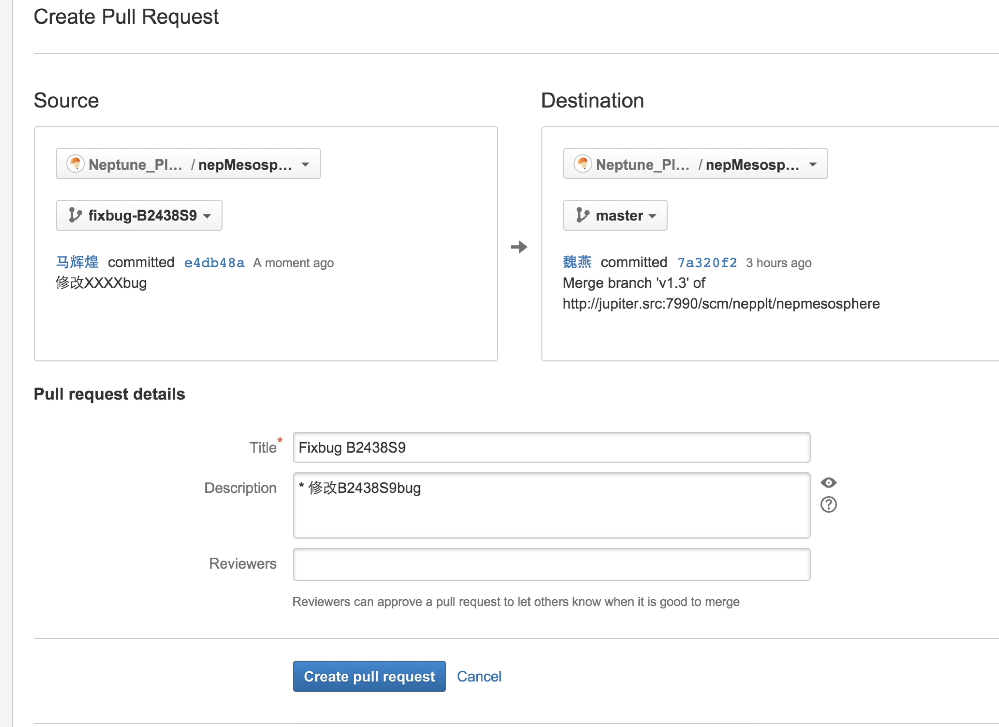 Create Pull Request
Source
Neptune_Pl... / nepMesosp...
fixbug-B2438S9
马辉煌 committed e4db48a A moment ago
修改XXXXbug
Destination
Neptune_Pl... / nepMesosp...
master
魏燕 committed 7a320f2 3 hours ago
Merge branch 'v1.3' of
http://jupiter.src:7990/scm/nepplt/nepmesosphere
Pull request details
Title* Fixbug B2438S9
Description * 修改B2438S9bug
Reviewers
Reviewers can approve a pull request to let others know when it is good to merge
Create pull request Cancel